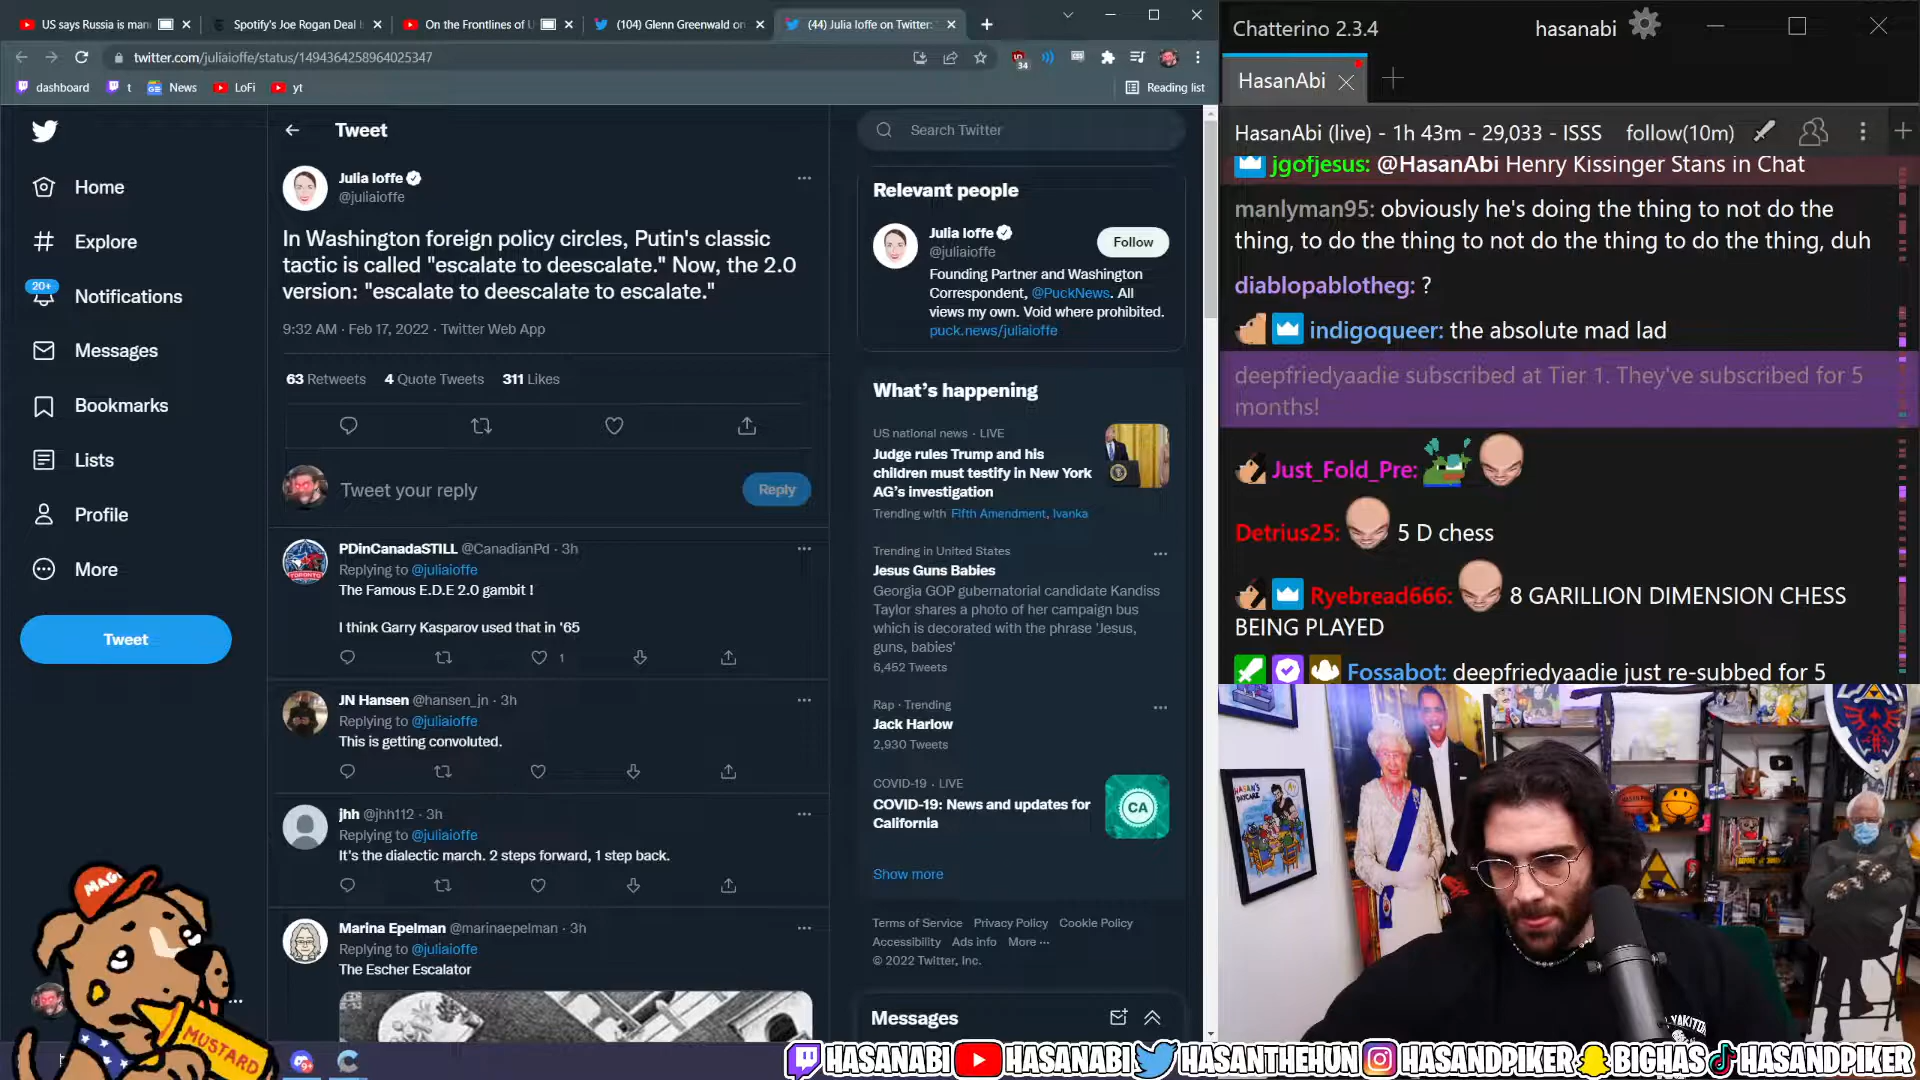 US says Russia is man
Spotify's Joe Rogan Deal
On the Frontlines of U
(104) Glenn Greenwald on
(44) Julia Ioffe on Twitter:
twitter.com/juliaioffe/status/1494364258964025347
34
dashboard
t
News
LoFi
yt
Reading list
Home
Explore
20+
Notifications
Messages
Bookmarks
Lists
Profile
More
Tweet
Tweet
Julia Ioffe
@juliaioffe
In Washington foreign policy circles, Putin's classic
tactic is called "escalate to deescalate." Now, the 2.0
version: "escalate to deescalate to escalate."
9:32 AM · Feb 17, 2022 · Twitter Web App
63 Retweets 4 Quote Tweets 311 Likes
Tweet your reply
Reply
PDinCanadaSTILL @CanadianPd · 3h
Replying to @juliaioffe
The Famous E.D.E 2.0 gambit !
I think Garry Kasparov used that in '65
1
TORONTO
JN Hansen @hansen_jn · 3h
Replying to @juliaioffe
This is getting convoluted.
jhh @jhh112 · 3h
Replying to @juliaioffe
It's the dialectic march. 2 steps forward, 1 step back.
Marina Epelman @marinaepelman · 3h
Replying to @juliaioffe
The Escher Escalator
Search Twitter
Relevant people
Julia Ioffe
@juliaioffe
Follow
Founding Partner and Washington
Correspondent, @PuckNews. All
views my own. Void where prohibited.
puck.news/juliaioffe
What's happening
US national news · LIVE
Judge rules Trump and his
children must testify in New York
AG's investigation
Trending with Fifth Amendment, Ivanka
Trending in United States
Jesus Guns Babies
Georgia GOP gubernatorial candidate Kandiss
Taylor shares a photo of her campaign bus
which is decorated with the phrase 'Jesus,
guns, babies'
6,452 Tweets
Rap · Trending
Jack Harlow
2,930 Tweets
COVID-19 · LIVE
COVID-19: News and updates for
California
CA
Show more
Terms of Service Privacy Policy Cookie Policy
Accessibility Ads info More ···
© 2022 Twitter, Inc.
Messages
Chatterino 2.3.4
hasanabi
HasanAbi
HasanAbi (live) - 1h 43m - 29,033 - ISSS follow(10m)
jgofjesus: @HasanAbi Henry Kissinger Stans in Chat
manlyman95: obviously he's doing the thing to not do the
thing, to do the thing to not do the thing to do the thing, duh
diablopablotheg: ?
indigoqueer: the absolute mad lad
deepfriedyaadie subscribed at Tier 1. They've subscribed for 5
months!
Just_Fold_Pre:
Detrius25: 5 D chess
Ryebread666: 8 GARILLION DIMENSION CHESS
BEING PLAYED
Fossabot: deepfriedyaadie just re-subbed for 5
HASAN'S
DAYCARE
A+
MAGA
MUSTARD
9+
YAKITORI
HASANABI HASANABI HASANTHEHUN HASANDPIKER BIGHAS HASANDPIKER